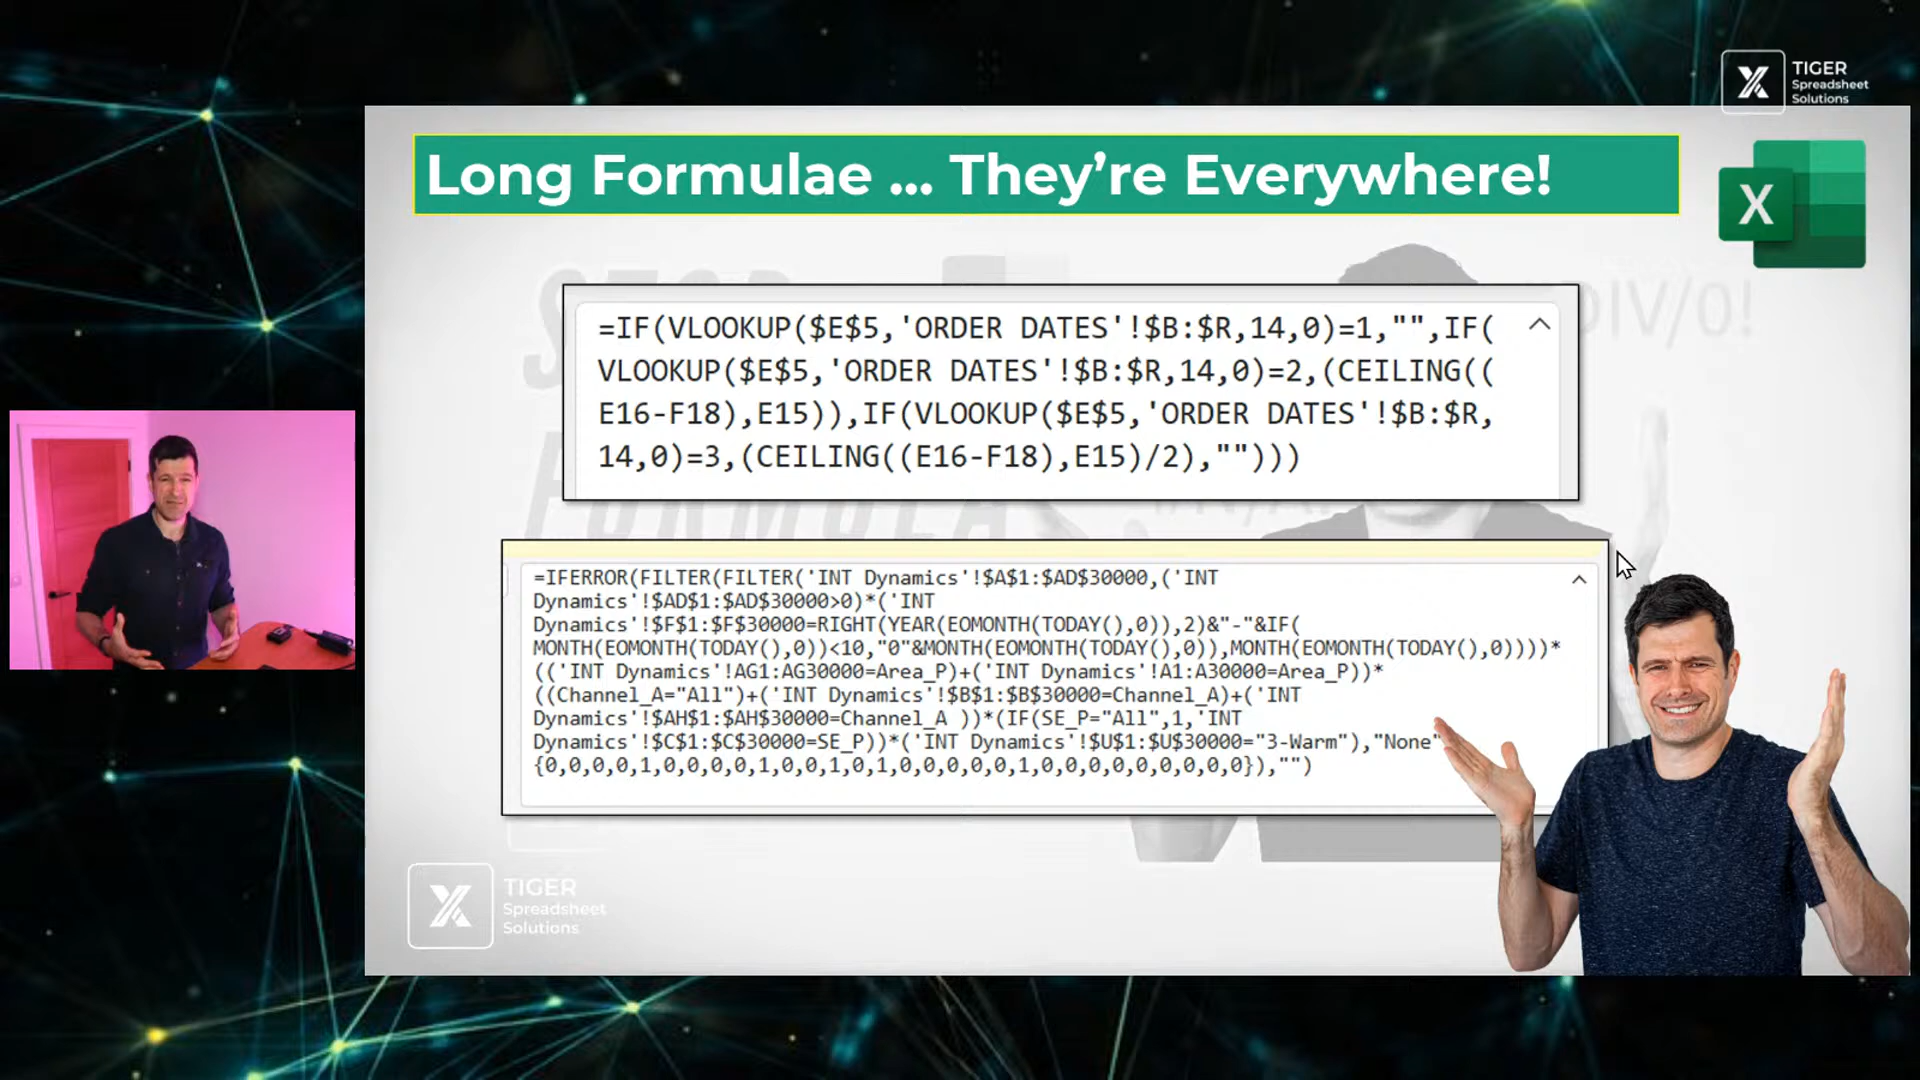 TIGER
Spreadsheet
Solutions
Long Formulae ... They’re Everywhere!
X
DIV/0!
=IF(VLOOKUP($E$5,'ORDER DATES'!$B:$R,14,0)=1,"",IF(
VLOOKUP($E$5,'ORDER DATES'!$B:$R,14,0)=2,(CEILING((
E16-F18),E15)),IF(VLOOKUP($E$5,'ORDER DATES'!$B:$R,
14,0)=3,(CEILING((E16-F18),E15)/2),"")))
FORMULA
=IFERROR(FILTER(FILTER('INT Dynamics'!$A$1:$AD$30000,('INT
Dynamics'!$AD$1:$AD$30000>0)*('INT
Dynamics'!$F$1:$F$30000=RIGHT(YEAR(EOMONTH(TODAY(),0)),2)&"-"&IF(
MONTH(EOMONTH(TODAY(),0))<10,"0"&MONTH(EOMONTH(TODAY(),0)),MONTH(EOMONTH(TODAY(),0))))*
(('INT Dynamics'!AG1:AG30000=Area_P)+('INT Dynamics'!A1:A30000=Area_P))*
((Channel_A="All")+('INT Dynamics'!$B$1:$B$30000=Channel_A)+('INT
Dynamics'!$AH$1:$AH$30000=Channel_A ))*(IF(SE_P="All",1,'INT
Dynamics'!$C$1:$C$30000=SE_P))*('INT Dynamics'!$U$1:$U$30000="3-Warm"),"None"
{0,0,0,0,1,0,0,0,0,1,0,0,1,0,1,0,0,0,0,0,1,0,0,0,0,0,0,0,0,0}),"")
TIGER
Spreadsheet
Solutions